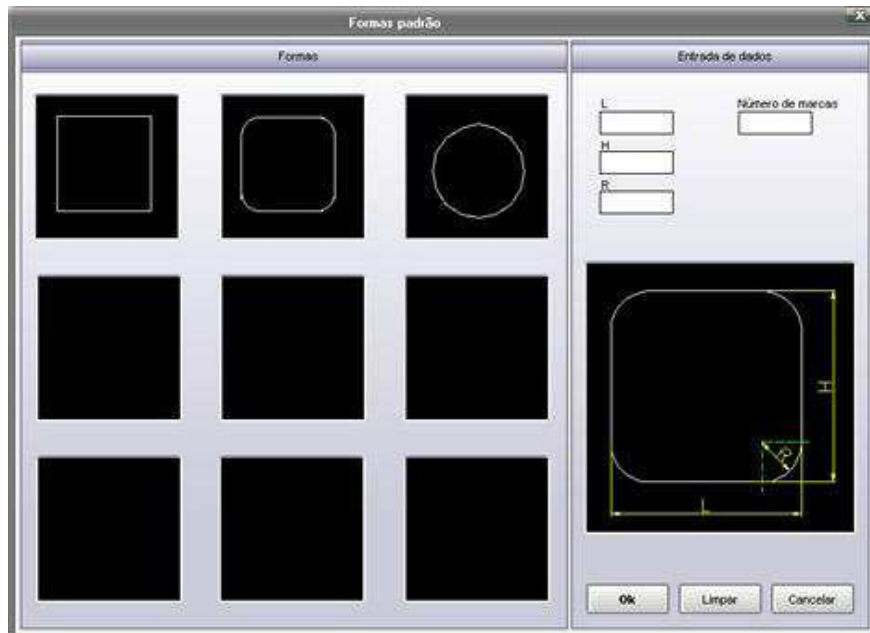 Formas padrão
X
Formas
Entrada de dados
L
Número de marcas
H
R
H
R
L
Ok
Limpar
Cancelar